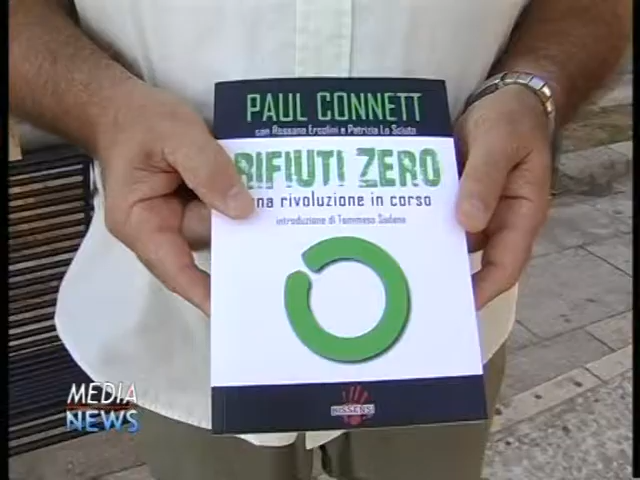 PAUL CONNETT
con Rossano Ercolini e Patrizia Lo Sciuto
RIFIUTI ZERO
una rivoluzione in corso
introduzione di Tommaso Sodano
DISSENSI
MEDIA
NEWS